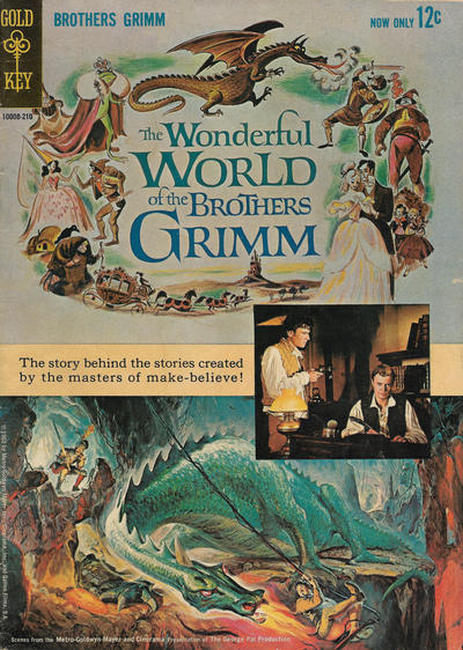 GOLD
KEY
10008-210
BROTHERS GRIMM
NOW ONLY 12¢
The Wonderful
WORLD
of the BROTHERS
GRIMM
The story behind the stories created
by the masters of make-believe!
Scenes from the Metro-Goldwyn-Mayer and Cinerama Presentation of The George Pal Production